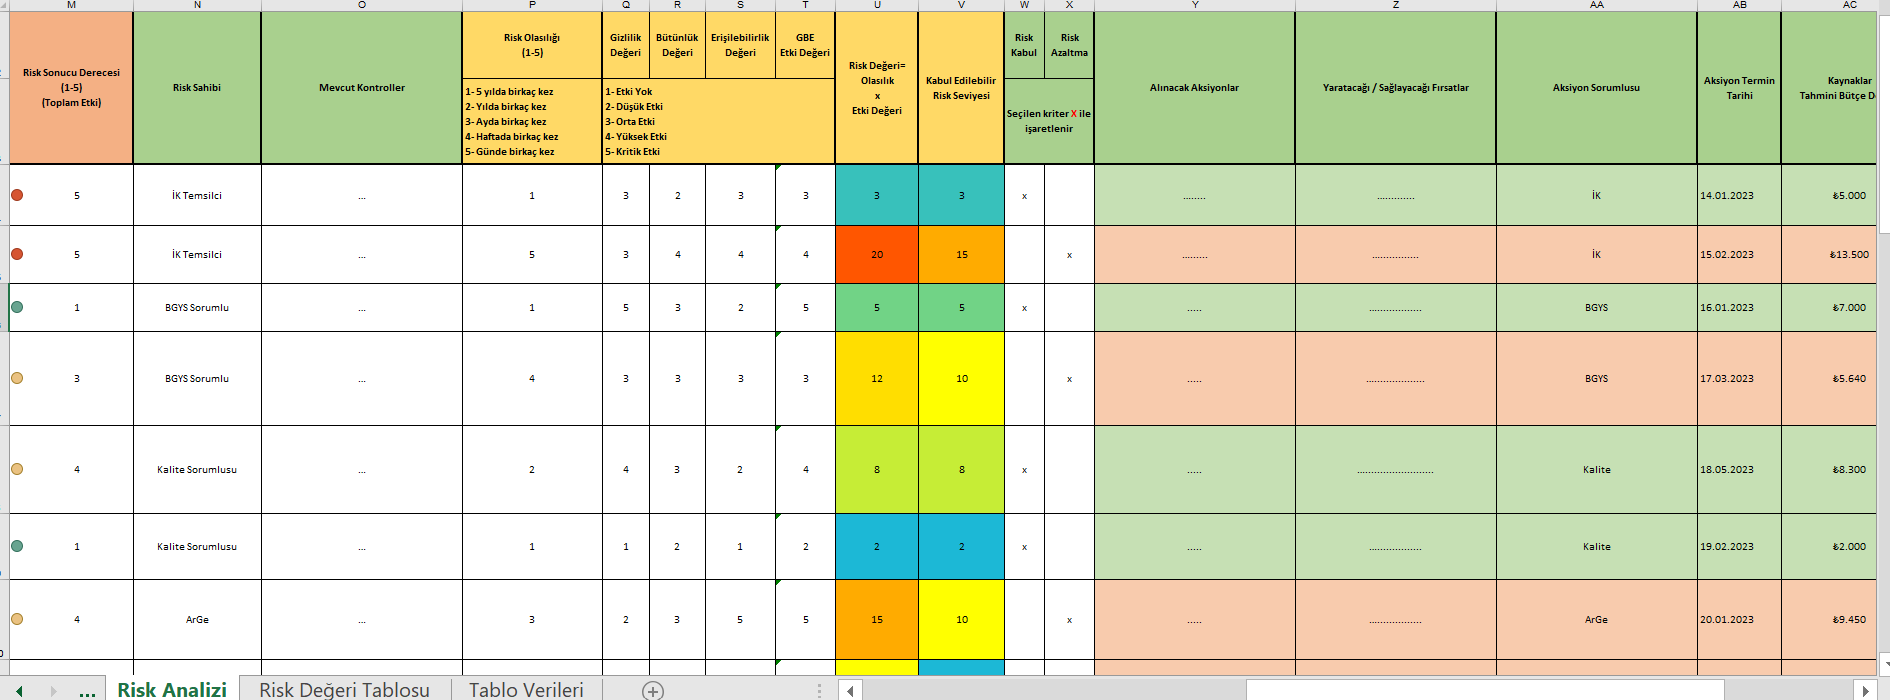 M N O P Q R S T U V W X Y Z AA AB AC
Risk Sonucu Derecesi
(1-5)
(Toplam Etki)
Risk Sahibi
Mevcut Kontroller
Risk Olasılığı
(1-5)
1- 5 yılda birkaç kez
2- Yılda birkaç kez
3- Ayda birkaç kez
4- Haftada birkaç kez
5- Günde birkaç kez
Gizlilik
Değeri
Bütünlük
Değeri
Erişilebilirlik
Değeri
GBE
Etki Değeri
1- Etki Yok
2- Düşük Etki
3- Orta Etki
4- Yüksek Etki
5- Kritik Etki
Risk Değeri=
Olasılık
x
Etki Değeri
Kabul Edilebilir
Risk Seviyesi
Risk
Kabul
Risk
Azaltma
Seçilen kriter X ile
işaretlenir
Alınacak Aksiyonlar
Yaratacağı / Sağlayacağı Fırsatlar
Aksiyon Sorumlusu
Aksiyon Termin
Tarihi
Kaynaklar
Tahmini Bütçe D
5 İK Temsilci ... 1 3 2 3 3 3 3 x ........ ............. İK 14.01.2023 ₺5.000
5 İK Temsilci ... 5 3 4 4 4 20 15 x ......... ................ İK 15.02.2023 ₺13.500
1 BGYS Sorumlu ... 1 5 3 2 5 5 5 x ..... .................. BGYS 16.01.2023 ₺7.000
3 BGYS Sorumlu ... 4 3 3 3 3 12 10 x ..... .................... BGYS 17.03.2023 ₺5.640
4 Kalite Sorumlusu ... 2 4 3 2 4 8 8 x ..... .......................... Kalite 18.05.2023 ₺8.300
1 Kalite Sorumlusu ... 1 1 2 1 2 2 2 x ..... .................. Kalite 19.02.2023 ₺2.000
4 ArGe ... 3 2 3 5 5 15 10 x ..... .................. ArGe 20.01.2023 ₺9.450
... Risk Analizi Risk Değeri Tablosu Tablo Verileri